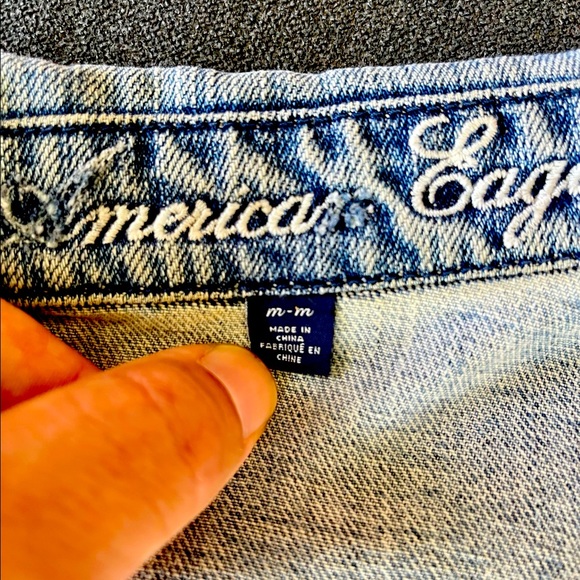 American Eag
m-m
MADE IN
CHINA
FABRIQUÉ EN
CHINE